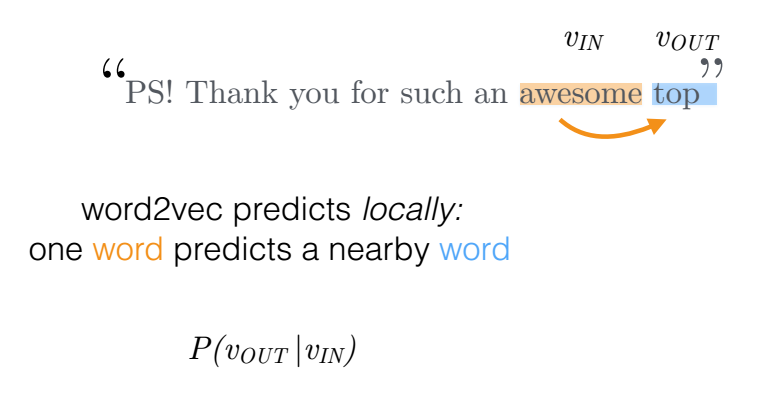 v_IN v_OUT
“PS! Thank you for such an awesome top”
word2vec predicts locally:
one word predicts a nearby word
P(v_OUT|v_IN)